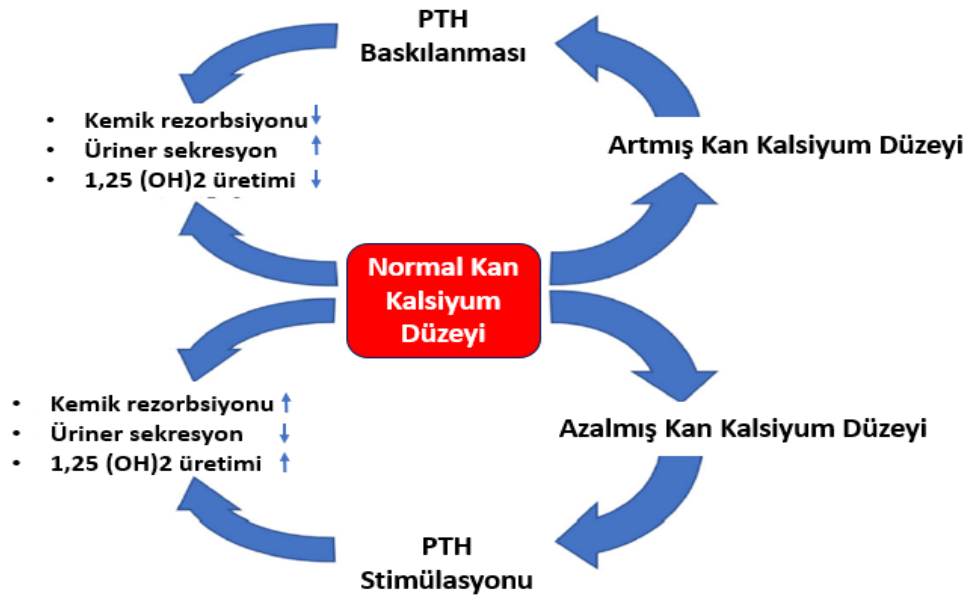 PTH
Baskılanması
• Kemik rezorbsiyonu ↓
• Üriner sekresyon ↑
• 1,25 (OH)2 üretimi ↓
Artmış Kan Kalsiyum Düzeyi
Normal Kan
Kalsiyum
Düzeyi
• Kemik rezorbsiyonu ↑
• Üriner sekresyon ↓
• 1,25 (OH)2 üretimi ↑
Azalmış Kan Kalsiyum Düzeyi
PTH
Stimülasyonu